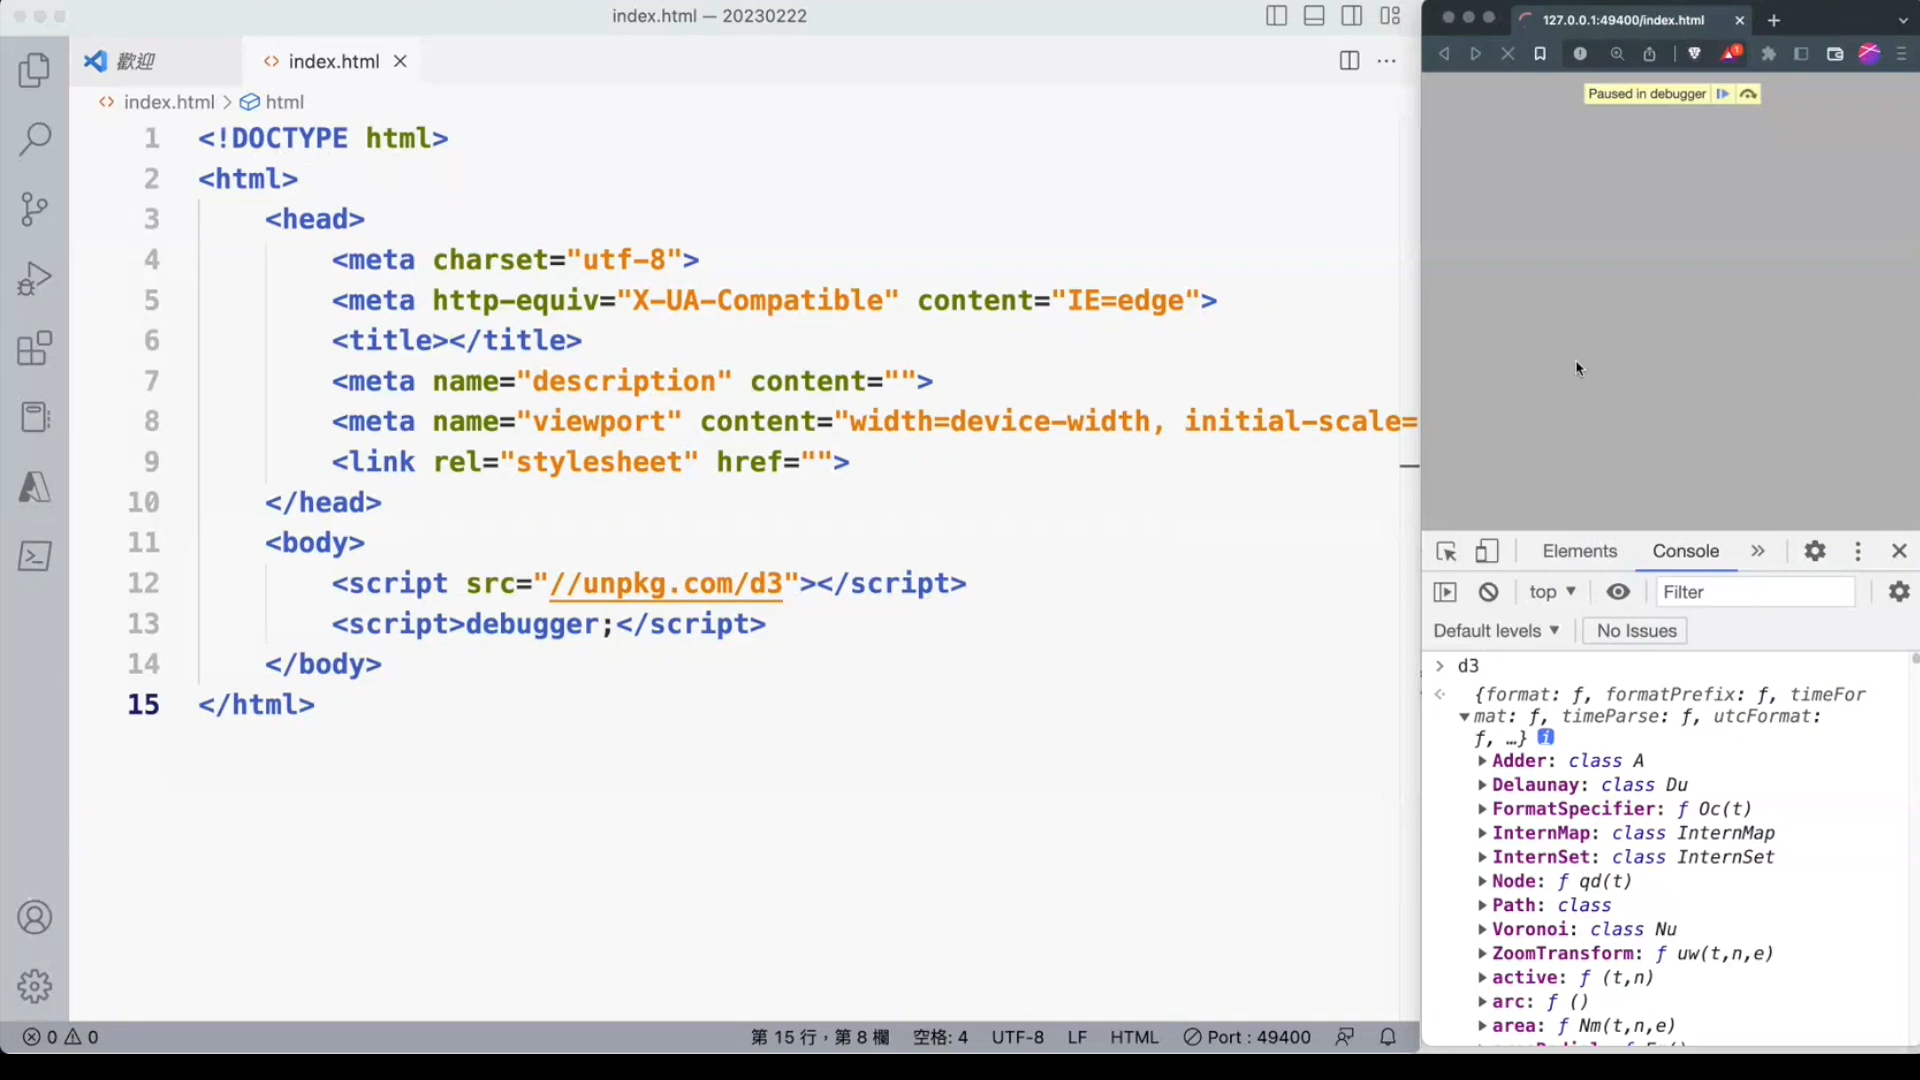 index.html — 20230222
歡迎
index.html
index.html > html
1 <!DOCTYPE html>
2 <html>
3 <head>
4 <meta charset="utf-8">
5 <meta http-equiv="X-UA-Compatible" content="IE=edge">
6 <title></title>
7 <meta name="description" content="">
8 <meta name="viewport" content="width=device-width, initial-scale=
9 <link rel="stylesheet" href="">
10 </head>
11 <body>
12 <script src="//unpkg.com/d3"></script>
13 <script>debugger;</script>
14 </body>
15 </html>
0 0
第 15 行，第 8 欄 空格: 4 UTF-8 LF HTML Port : 49400
127.0.0.1:49400/index.html
Paused in debugger
Elements Console »
top ▼ Filter
Default levels ▼ No Issues
> d3
{format: ƒ, formatPrefix: ƒ, timeFor
mat: ƒ, timeParse: ƒ, utcFormat:
ƒ, …} i
Adder: class A
Delaunay: class Du
FormatSpecifier: ƒ Oc(t)
InternMap: class InternMap
InternSet: class InternSet
Node: ƒ qd(t)
Path: class
Voronoi: class Nu
ZoomTransform: ƒ uw(t,n,e)
active: ƒ (t,n)
arc: ƒ ()
area: ƒ Nm(t,n,e)